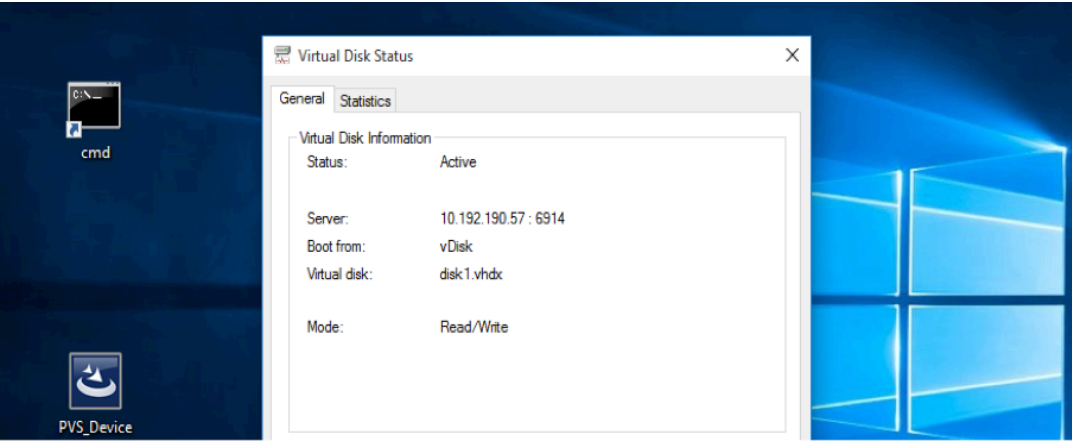 Virtual Disk Status
General Statistics
Virtual Disk Information
Status: Active
Server: 10.192.190.57 : 6914
Boot from: vDisk
Virtual disk: disk1.vhdx
Mode: Read/Write
C:\_
cmd
PVS_Device